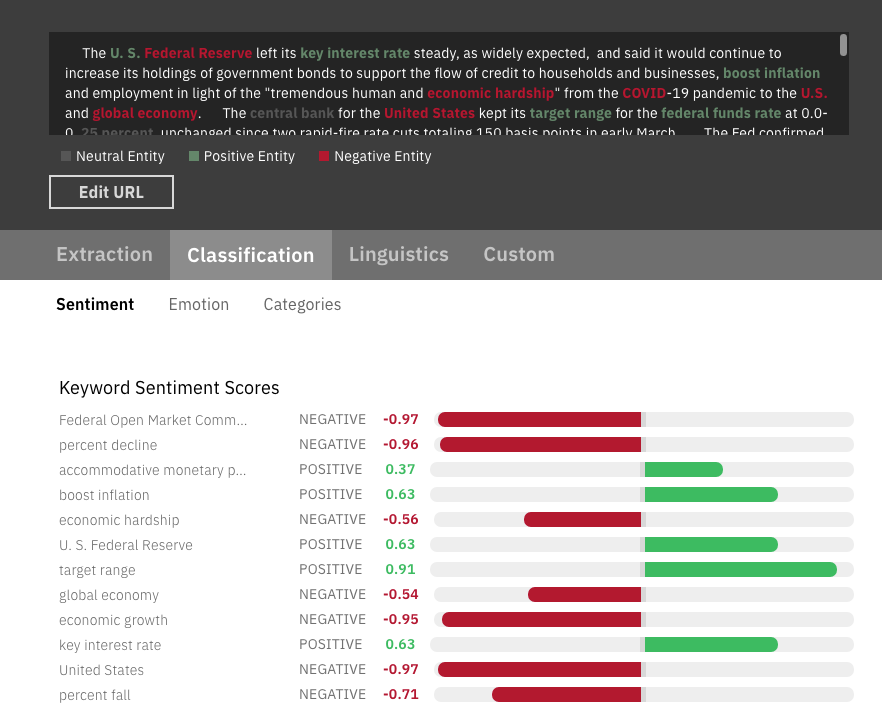 The U. S. Federal Reserve left its key interest rate steady, as widely expected,  and said it would continue to
increase its holdings of government bonds to support the flow of credit to households and businesses, boost inflation
and employment in light of the "tremendous human and economic hardship" from the COVID-19 pandemic to the U.S.
and global economy. The central bank for the United States kept its target range for the federal funds rate at 0.0-
0. 25 percent, unchanged since two rapid-fire rate cuts totaling 150 basis points in early March. The Fed confirmed
Neutral Entity Positive Entity Negative Entity
Edit URL
Extraction Classification Linguistics Custom
Sentiment Emotion Categories
Keyword Sentiment Scores
Federal Open Market Comm... NEGATIVE -0.97
percent decline NEGATIVE -0.96
accommodative monetary p... POSITIVE 0.37
boost inflation POSITIVE 0.63
economic hardship NEGATIVE -0.56
U. S. Federal Reserve POSITIVE 0.63
target range POSITIVE 0.91
global economy NEGATIVE -0.54
economic growth NEGATIVE -0.95
key interest rate POSITIVE 0.63
United States NEGATIVE -0.97
percent fall NEGATIVE -0.71